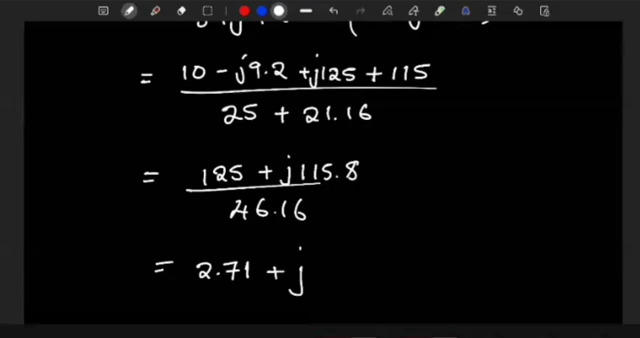 = 10 - j9.2 + j125 + 115
25 + 21.16
= 125 + j115.8
46.16
= 2.71 + j